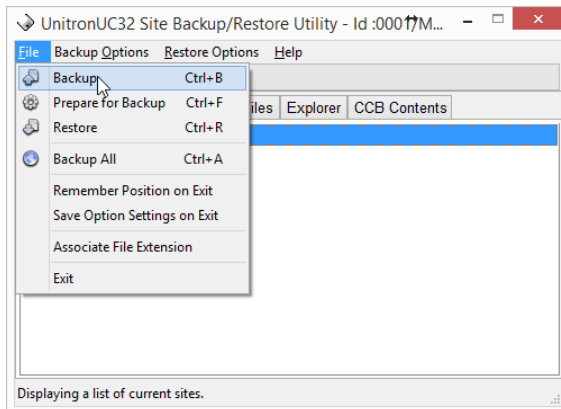 UnitronUC32 Site Backup/Restore Utility - Id :000
File Backup Options Restore Options Help
Backup Ctrl+B
Prepare for Backup Ctrl+F
Restore Ctrl+R
Backup All Ctrl+A
Remember Position on Exit
Save Option Settings on Exit
Associate File Extension
Exit
Explorer CCB Contents
Displaying a list of current sites.